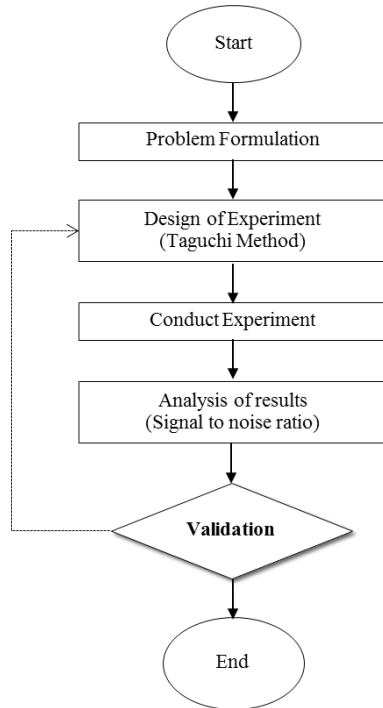 Start
Problem Formulation
Design of Experiment
(Taguchi Method)
Conduct Experiment
Analysis of results
(Signal to noise ratio)
Validation
End